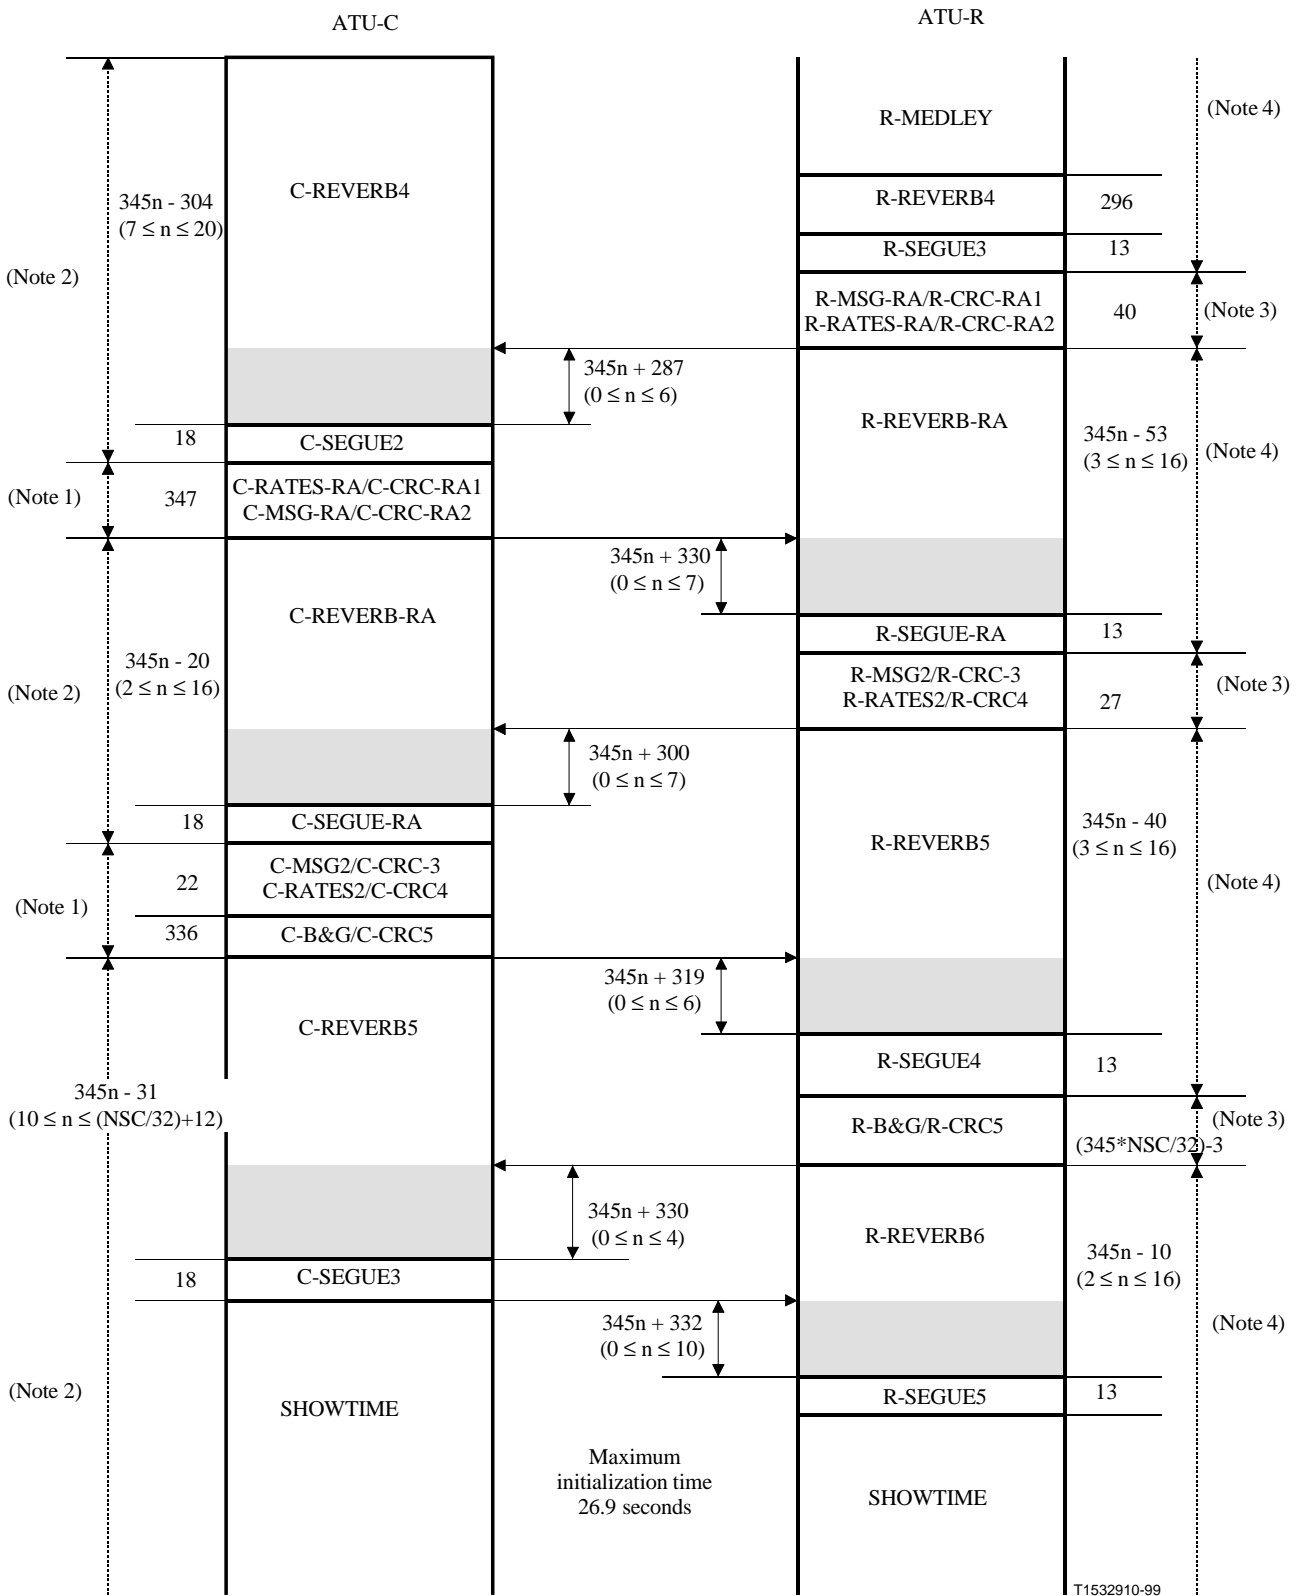 ATU-C
ATU-R
R-MEDLEY
(Note 4)
C-REVERB4
345n - 304
(7 ≤ n ≤ 20)
R-REVERB4
296
R-SEGUE3
13
(Note 2)
R-MSG-RA/R-CRC-RA1
R-RATES-RA/R-CRC-RA2
40
(Note 3)
345n + 287
(0 ≤ n ≤ 6)
R-REVERB-RA
345n - 53
(3 ≤ n ≤ 16)
(Note 4)
18
C-SEGUE2
(Note 1)
347
C-RATES-RA/C-CRC-RA1
C-MSG-RA/C-CRC-RA2
345n + 330
(0 ≤ n ≤ 7)
C-REVERB-RA
R-SEGUE-RA
13
345n - 20
(2 ≤ n ≤ 16)
(Note 2)
R-MSG2/R-CRC-3
R-RATES2/R-CRC4
27
(Note 3)
345n + 300
(0 ≤ n ≤ 7)
18
C-SEGUE-RA
R-REVERB5
345n - 40
(3 ≤ n ≤ 16)
(Note 4)
C-MSG2/C-CRC-3
C-RATES2/C-CRC4
22
(Note 1)
336
C-B&G/C-CRC5
345n + 319
(0 ≤ n ≤ 6)
C-REVERB5
R-SEGUE4
13
345n - 31
(10 ≤ n ≤ (NSC/32)+12)
R-B&G/R-CRC5
(Note 3)
(345*NSC/32)-3
345n + 330
(0 ≤ n ≤ 4)
R-REVERB6
345n - 10
(2 ≤ n ≤ 16)
18
C-SEGUE3
345n + 332
(0 ≤ n ≤ 10)
(Note 4)
(Note 2)
SHOWTIME
R-SEGUE5
13
Maximum
initialization time
26.9 seconds
SHOWTIME
T1532910-99